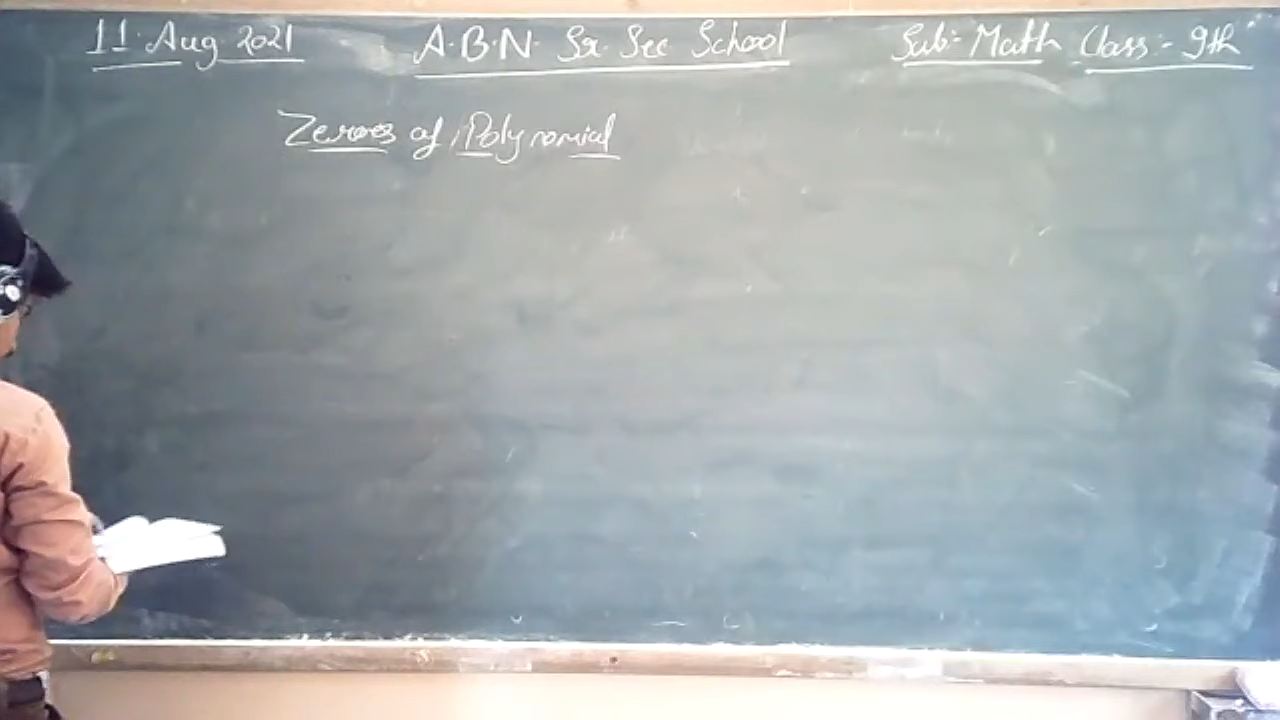 11 Aug 2021 A.B.N. Sr. Sec School Sub:- Math Class:- 9th
Zeroes of Polynomial